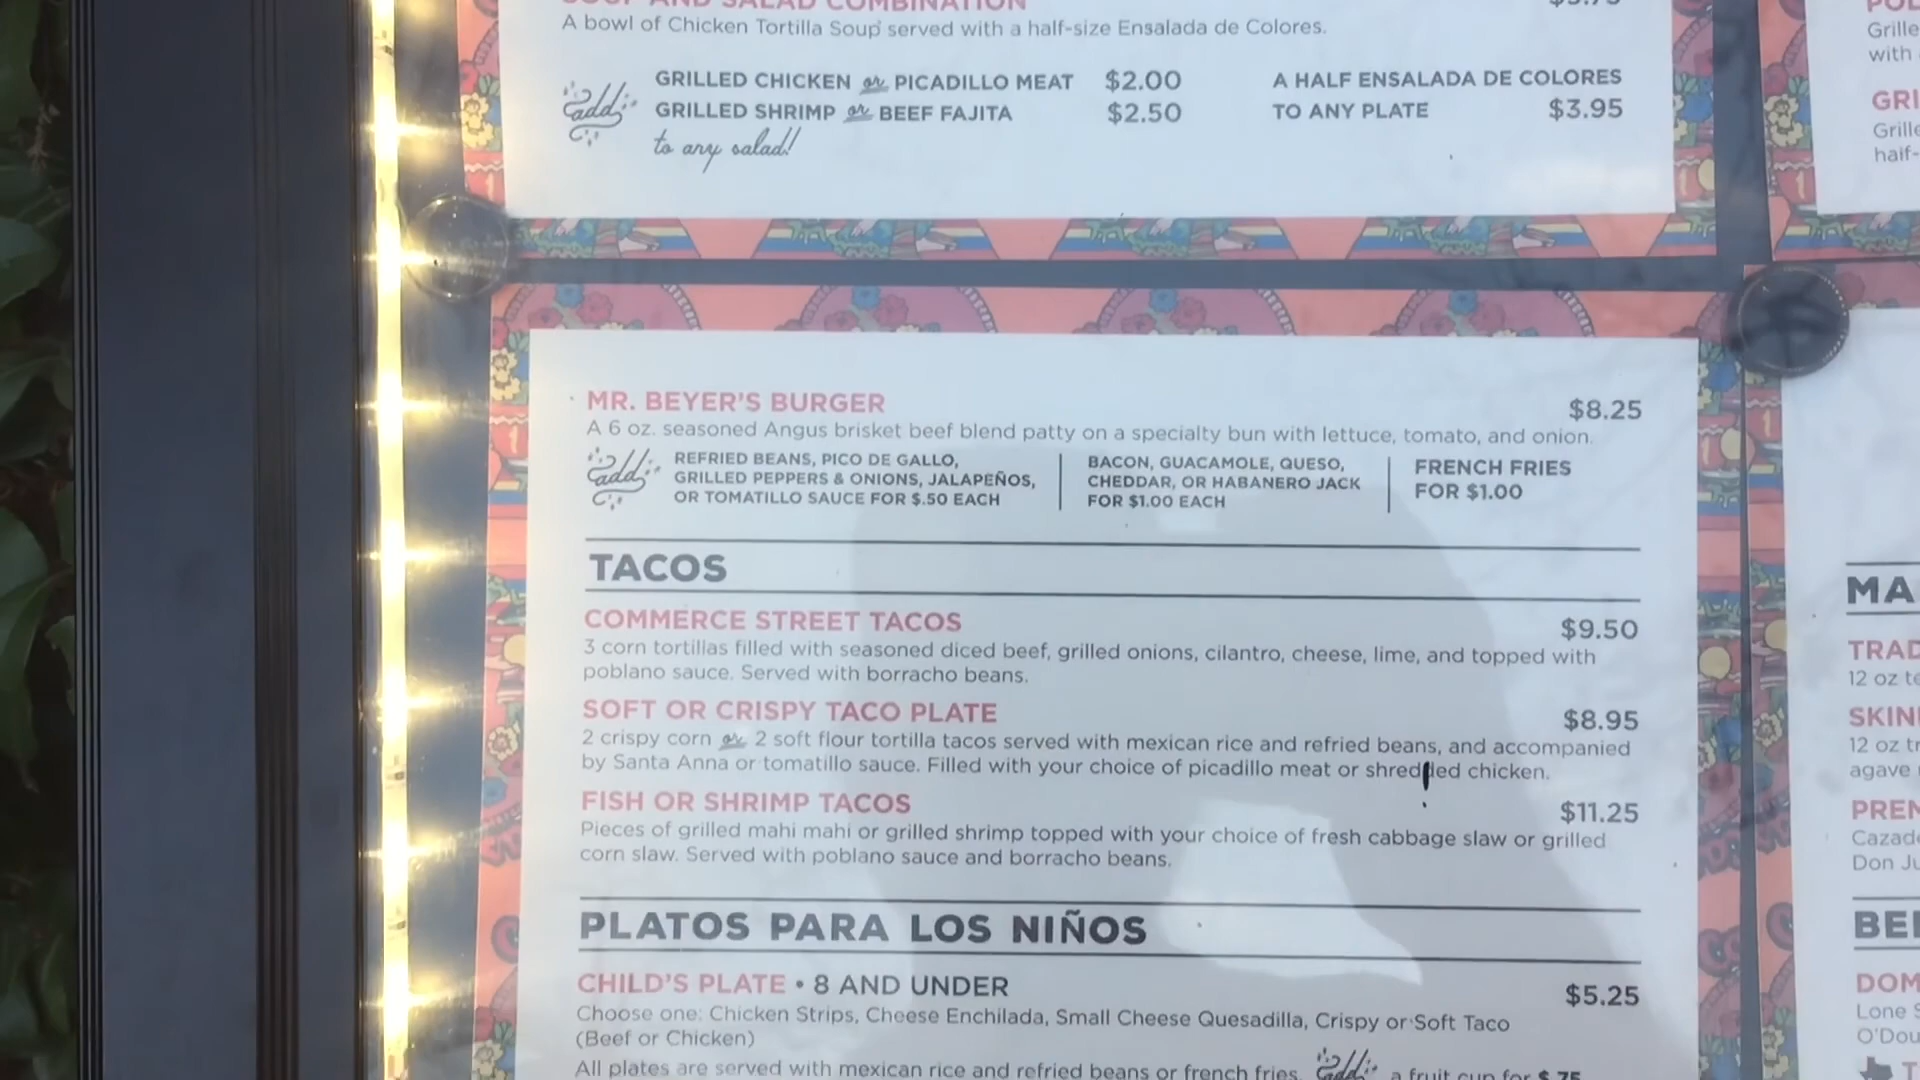 SOUP AND SALAD COMBINATION
A bowl of Chicken Tortilla Soup served with a half-size Ensalada de Colores.
add GRILLED CHICKEN or PICADILLO MEAT $2.00
GRILLED SHRIMP or BEEF FAJITA $2.50
to any salad!
A HALF ENSALADA DE COLORES
TO ANY PLATE $3.95
MR. BEYER'S BURGER $8.25
A 6 oz. seasoned Angus brisket beef blend patty on a specialty bun with lettuce, tomato, and onion.
add REFRIED BEANS, PICO DE GALLO,
GRILLED PEPPERS & ONIONS, JALAPEÑOS,
OR TOMATILLO SAUCE FOR $.50 EACH
BACON, GUACAMOLE, QUESO,
CHEDDAR, OR HABANERO JACK
FOR $1.00 EACH
FRENCH FRIES
FOR $1.00
TACOS
COMMERCE STREET TACOS $9.50
3 corn tortillas filled with seasoned diced beef, grilled onions, cilantro, cheese, lime, and topped with
poblano sauce. Served with borracho beans.
SOFT OR CRISPY TACO PLATE $8.95
2 crispy corn or 2 soft flour tortilla tacos served with mexican rice and refried beans, and accompanied
by Santa Anna or tomatillo sauce. Filled with your choice of picadillo meat or shredded chicken.
FISH OR SHRIMP TACOS $11.25
Pieces of grilled mahi mahi or grilled shrimp topped with your choice of fresh cabbage slaw or grilled
corn slaw. Served with poblano sauce and borracho beans.
PLATOS PARA LOS NIÑOS
CHILD'S PLATE • 8 AND UNDER $5.25
Choose one: Chicken Strips, Cheese Enchilada, Small Cheese Quesadilla, Crispy or Soft Taco
(Beef or Chicken)
All plates are served with mexican rice and refried beans or french fries. add a fruit cup for $.75
Grille
with
GRI
Grille
half-
MA
TRAD
12 oz te
SKIN
12 oz tr
agave
PREM
Cazad
Don Ju
BE
DOM
Lone S
O'Dou